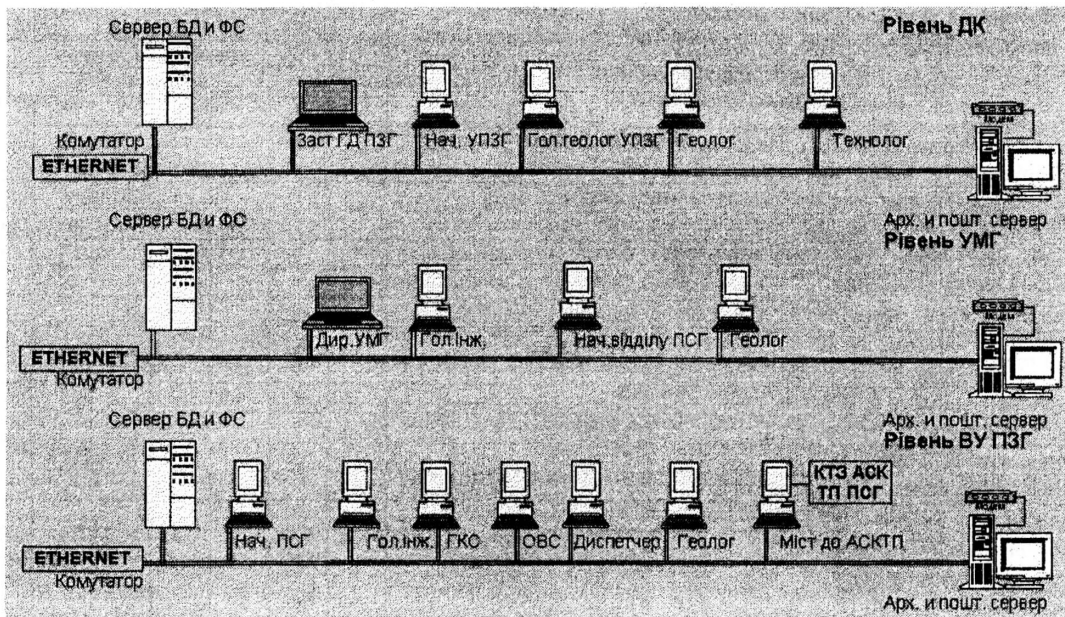 Сервер БД и ФС
Рівень ДК
Комутатор
Заст ГД ПЗГ
Нач. УПЗГ
Гол.геолог УПЗГ
Геолог
Технолог
ETHERNET
Сервер БД и ФС
Арх. и пошт. сервер
Рівень УМГ
Дир.УМГ
Гол.інж.
Нач.відділу ПСГ
Геолог
ETHERNET
Комутатор
Сервер БД и ФС
Арх. и пошт. сервер
Рівень ВУ ПЗГ
КТЗ АСК
ТП ПСГ
Нач. ПСГ
Гол.інж.
ГКС
ОВС
Диспетчер
Геолог
Міст до АСКТП
ETHERNET
Комутатор
Арх. и пошт. сервер